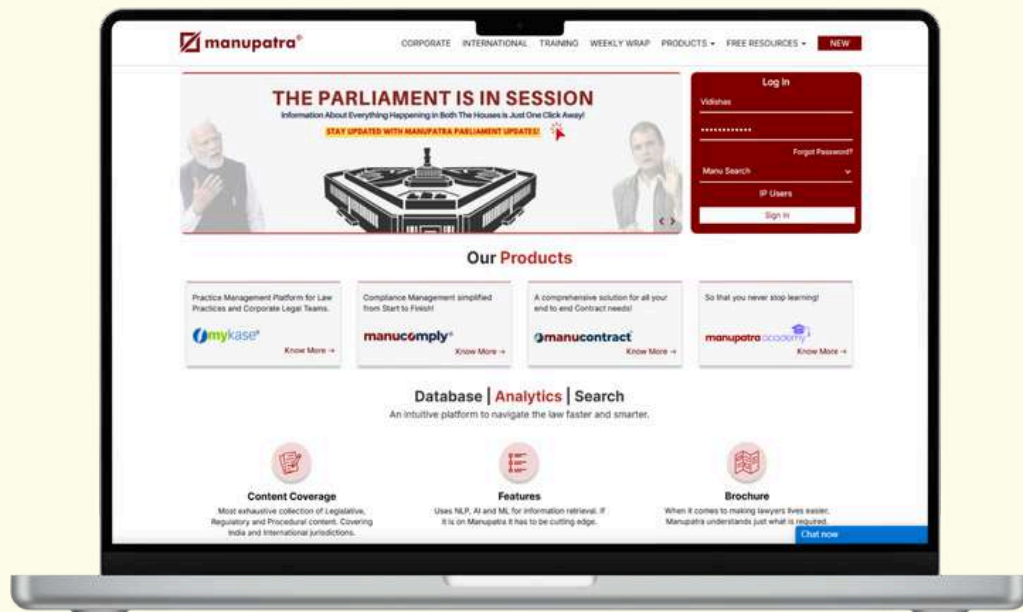 manupatra®
CORPORATE INTERNATIONAL TRAINING WEEKLY WRAP PRODUCTS FREE RESOURCES NEW
THE PARLIAMENT IS IN SESSION
Information About Everything Happening in Both The Houses is Just One Click Away!
STAY UPDATED WITH MANUPATRA PARLIAMENT UPDATES!
Log In
Vidishas
••••••••••••
Forgot Password?
Manu Search
IP Users
Sign In
Our Products
Practice Management Platform for Law
Practices and Corporate Legal Teams.
mykase®
Know More →
Compliance Management simplified
from Start to Finish!
manucomply®
Know More →
A comprehensive solution for all your
end to end Contract needs!
manucontract
Know More →
So that you never stop learning!
manupatra academy
Know More →
Database | Analytics | Search
An intuitive platform to navigate the law faster and smarter.
Content Coverage
Most exhaustive collection of Legislative,
Regulatory and Procedural content. Covering
India and International jurisdictions.
Features
Uses NLP, AI and ML for information retrieval. If
it is on Manupatra it has to be cutting edge.
Brochure
When it comes to making lawyers lives easier,
Manupatra understands just what is required.
Chat now